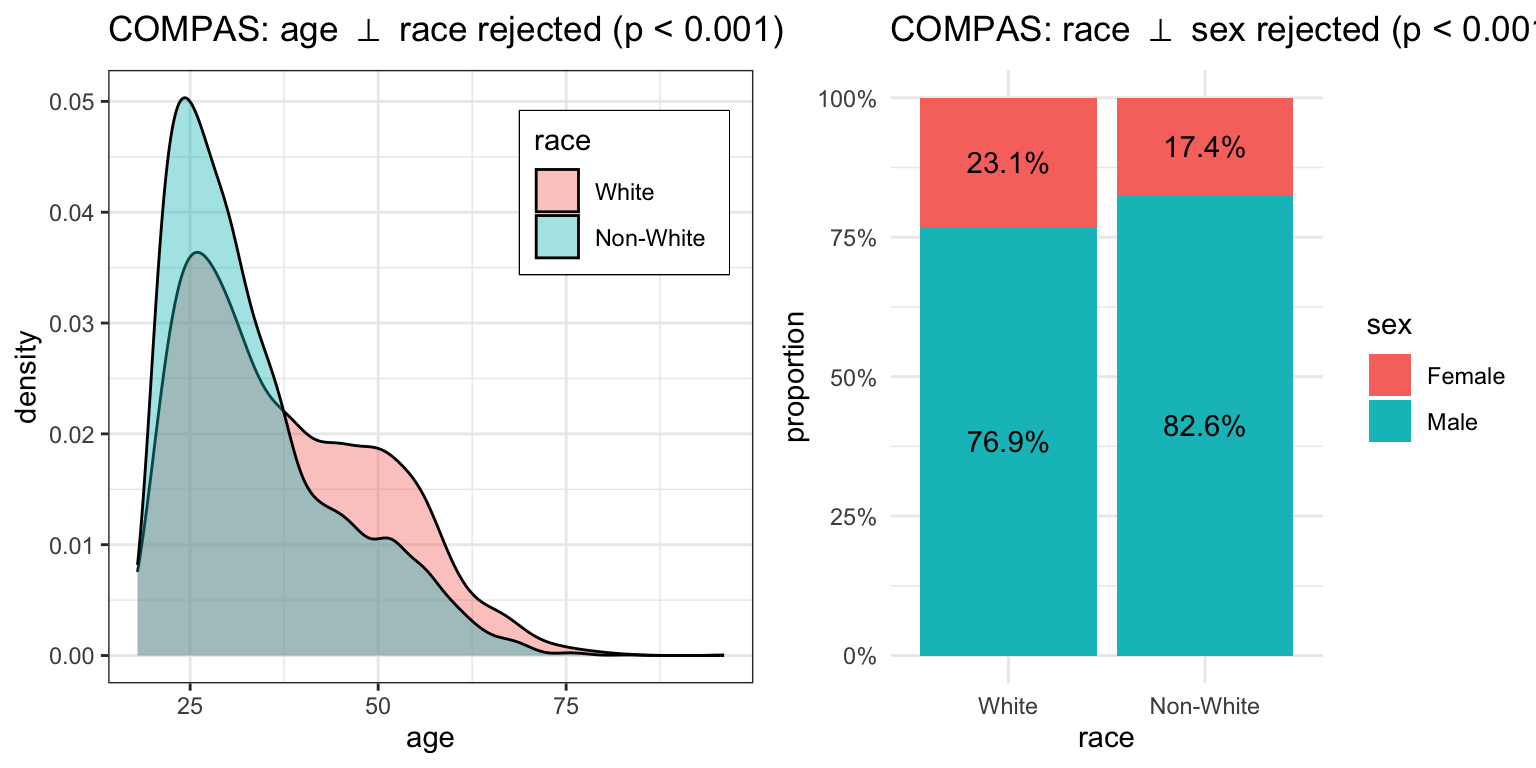 COMPAS: age ⊥ race rejected (p < 0.001)
density
0.05
0.04
0.03
0.02
0.01
0.00
25
50
75
age
race
White
Non-White
COMPAS: race ⊥ sex rejected (p < 0.001
proportion
100%
75%
50%
25%
0%
23.1%
17.4%
76.9%
82.6%
White
Non-White
race
sex
Female
Male